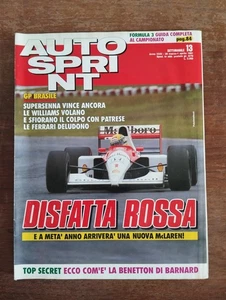 FORMULA 3 GUIDA COMPLETA
AL CAMPIONATO pag.84
AUTO
SPRI
NT
SETTIMANALE 13
GP BRASILE
SUPERSENNA VINCE ANCORA
LE WILLIAMS VOLANO
E SFIORANO IL COLPO CON PATRESE
LE FERRARI DELUDONO
DISFATTA ROSSA
E A META' ANNO ARRIVERA' UNA NUOVA McLAREN!
TOP SECRET ECCO COM'È LA BENETTON DI BARNARD